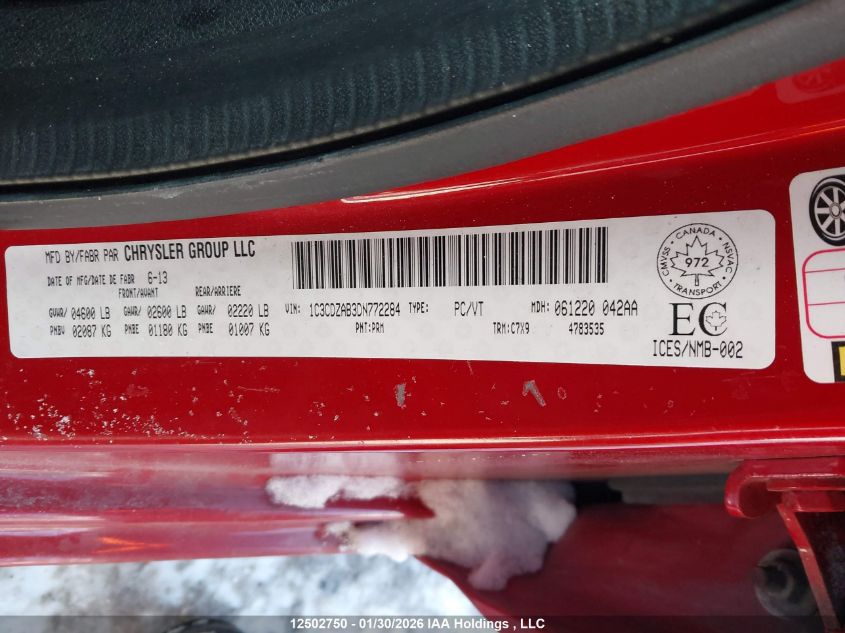 MFD BY/FABR PAR CHRYSLER GROUP LLC
DATE OF MFG/DATE DE FABR 6-13
FRONT/AVANT REAR/ARRIERE
GVWR/ 04600 LB GAWR/ 02600 LB GAWR/ 02220 LB
PNBV 02087 KG PNBE 01180 KG PNBE 01007 KG
VIN: 1C3CDZAB3DN772284 TYPE: PC/VT MDH: 061220 042AA
PNT: PRM TRM: C7X9 4783535
CMVSS · CANADA · NSVAC
972
TRANSPORT
EC
ICES/NMB-002
12502750 - 01/30/2026 IAA Holdings , LLC